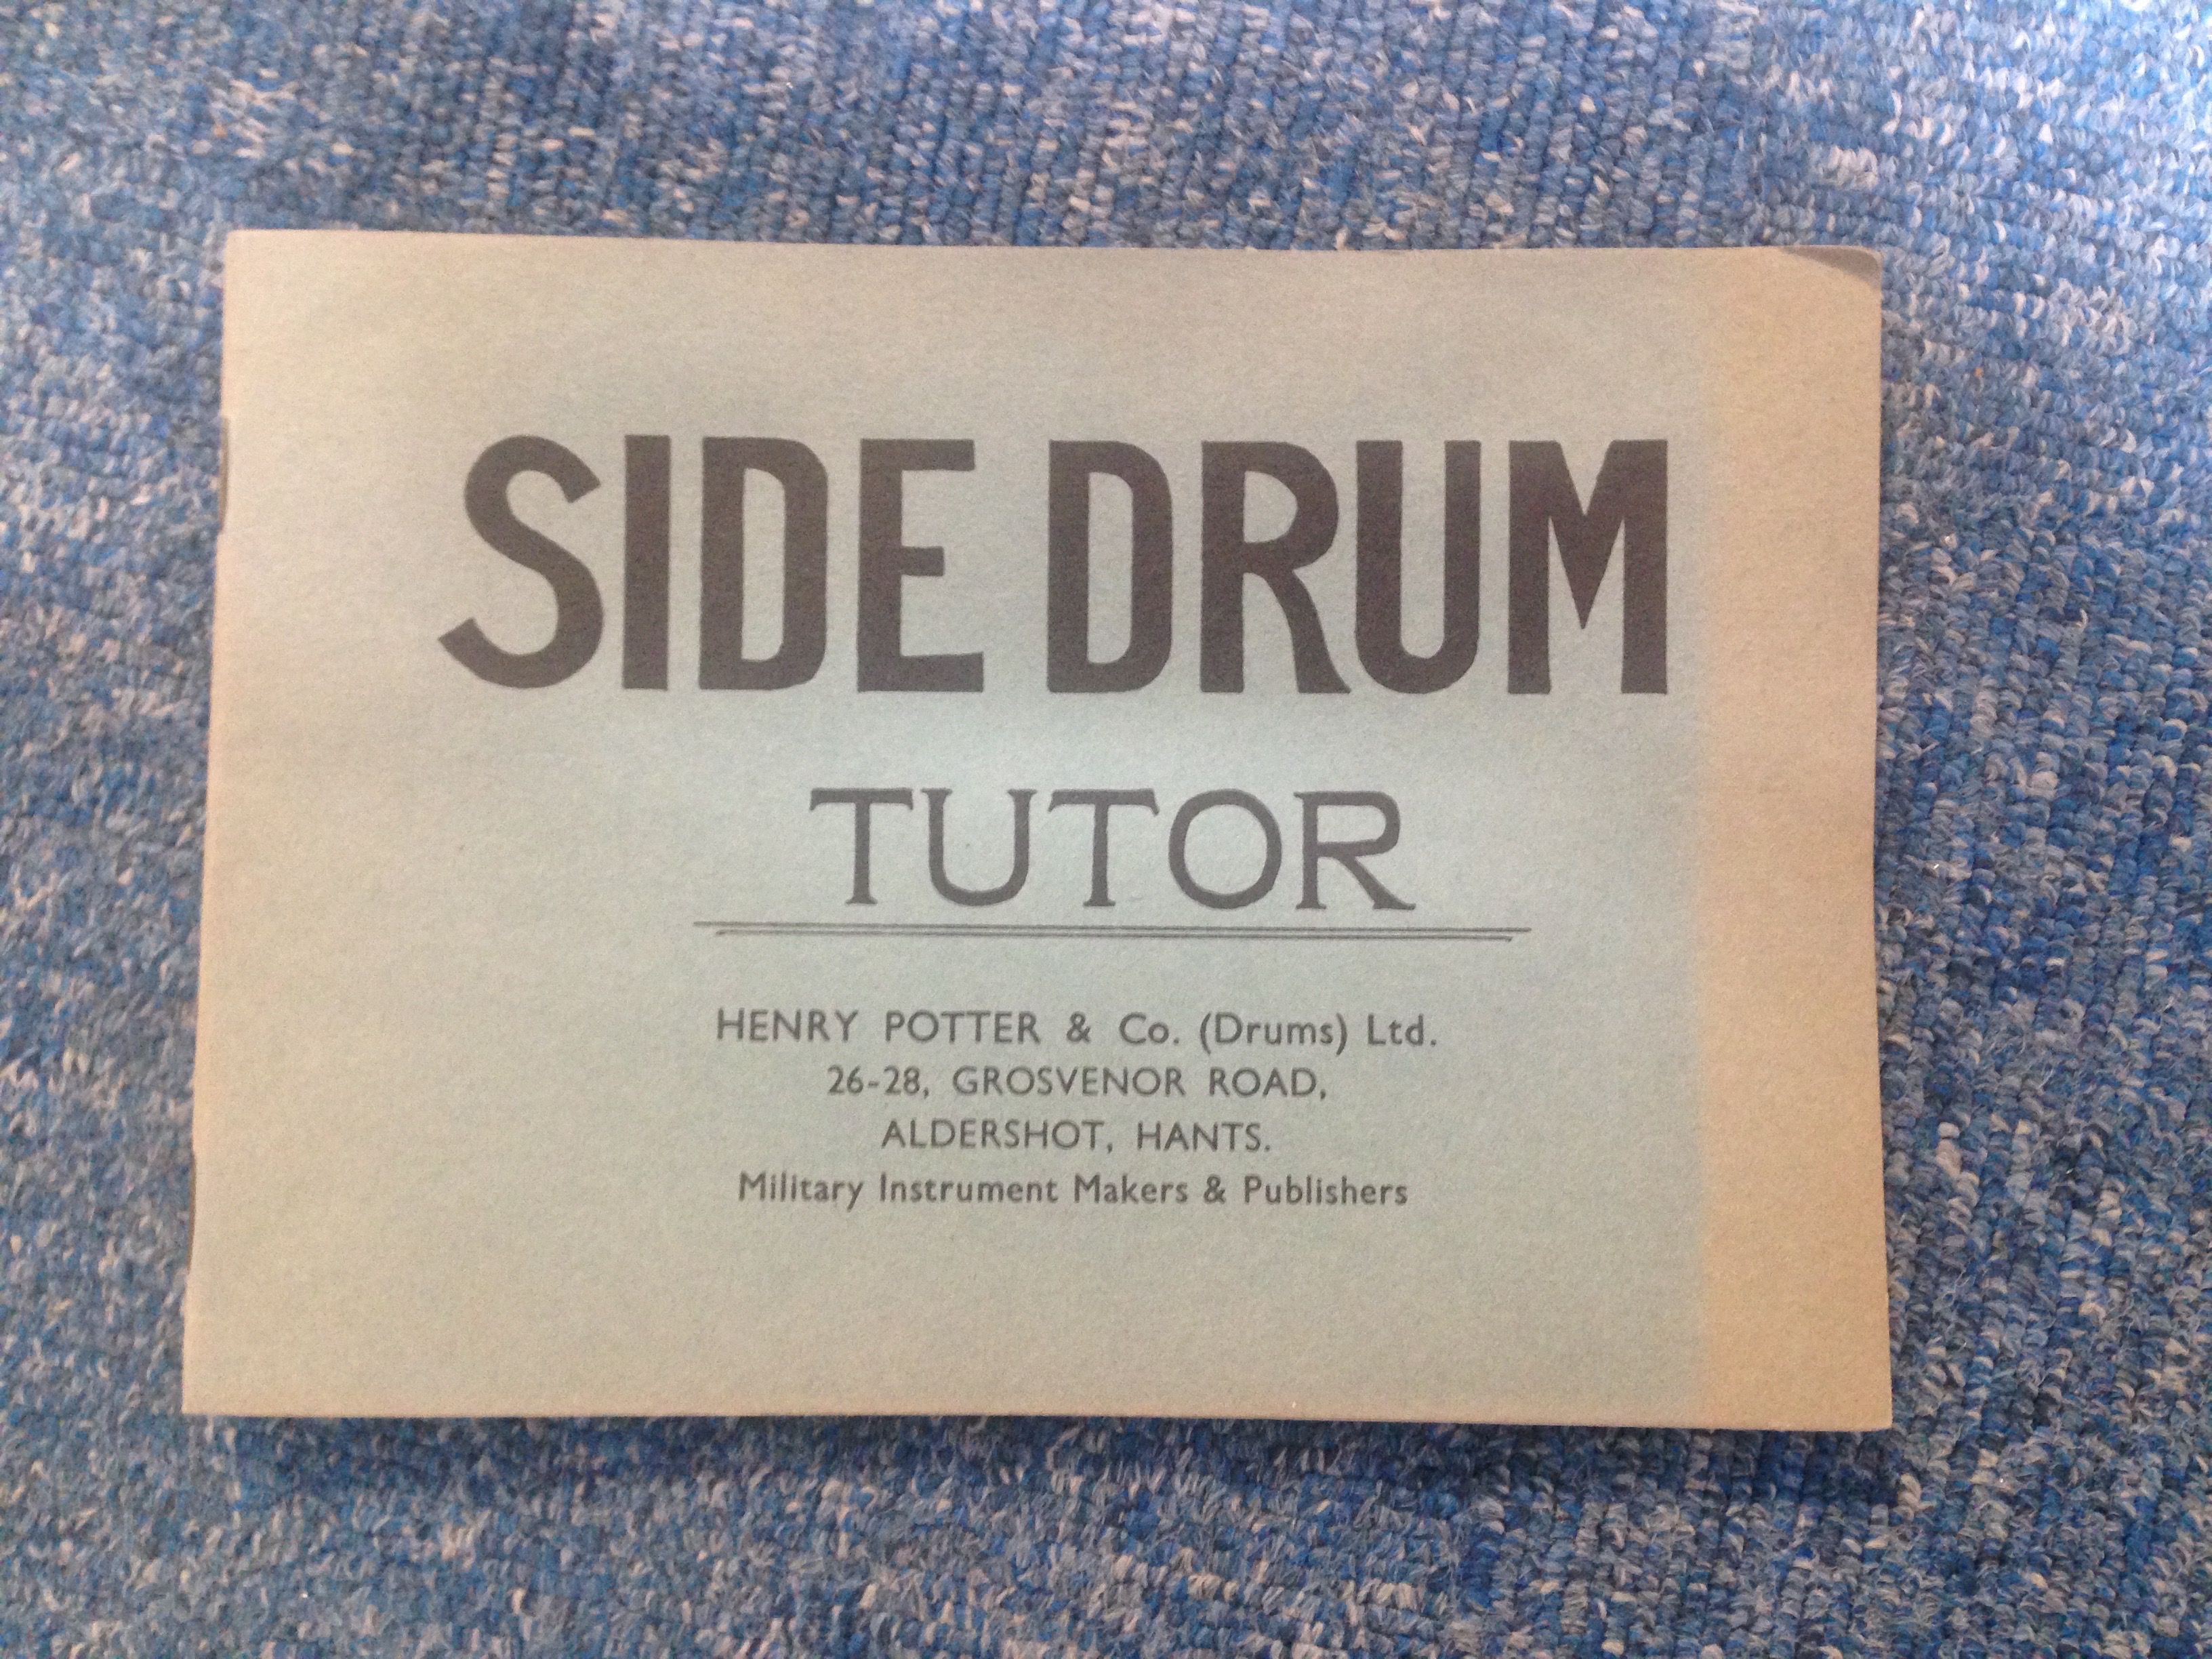 SIDE DRUM
TUTOR
HENRY POTTER & Co. (Drums) Ltd.
26-28, GROSVENOR ROAD,
ALDERSHOT, HANTS.
Military Instrument Makers & Publishers